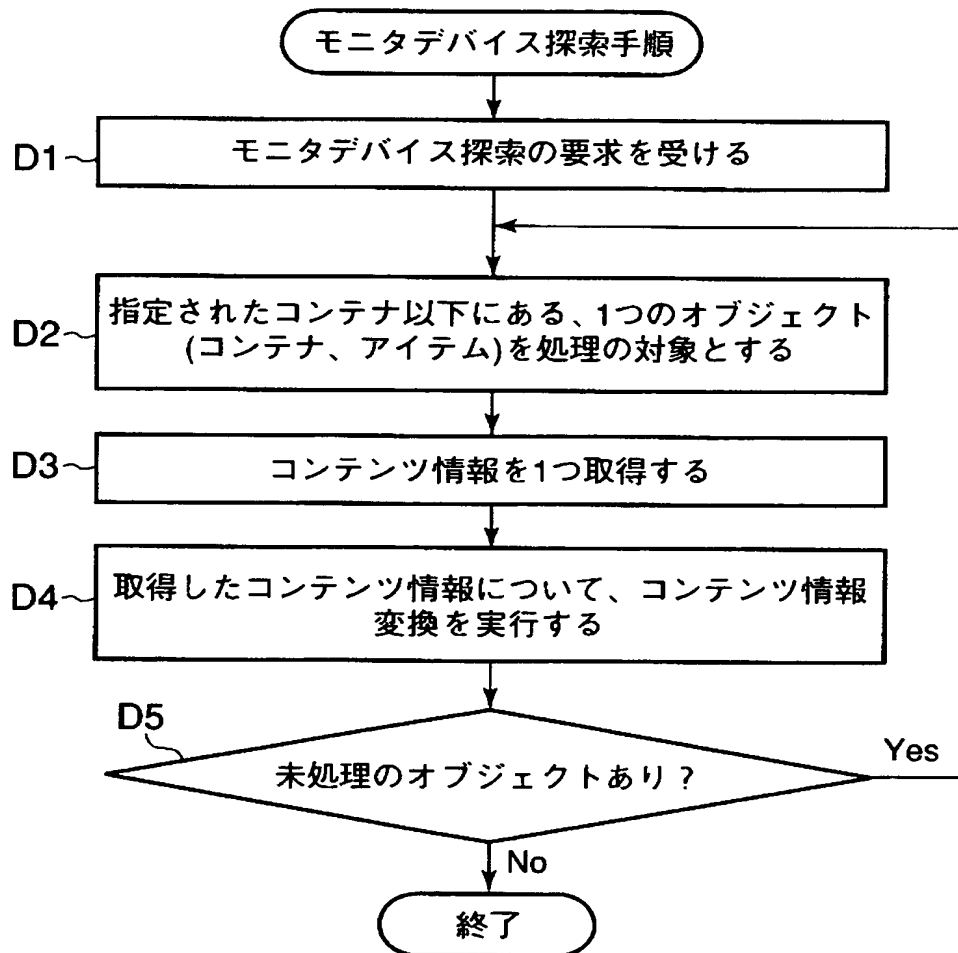 モニタデバイス探索手順
D1
モニタデバイス探索の要求を受ける
D2
指定されたコンテナ以下にある、1つのオブジェクト
(コンテナ、アイテム)を処理の対象とする
D3
コンテンツ情報を1つ取得する
D4
取得したコンテンツ情報について、コンテンツ情報
変換を実行する
D5
未処理のオブジェクトあり?
Yes
No
終了